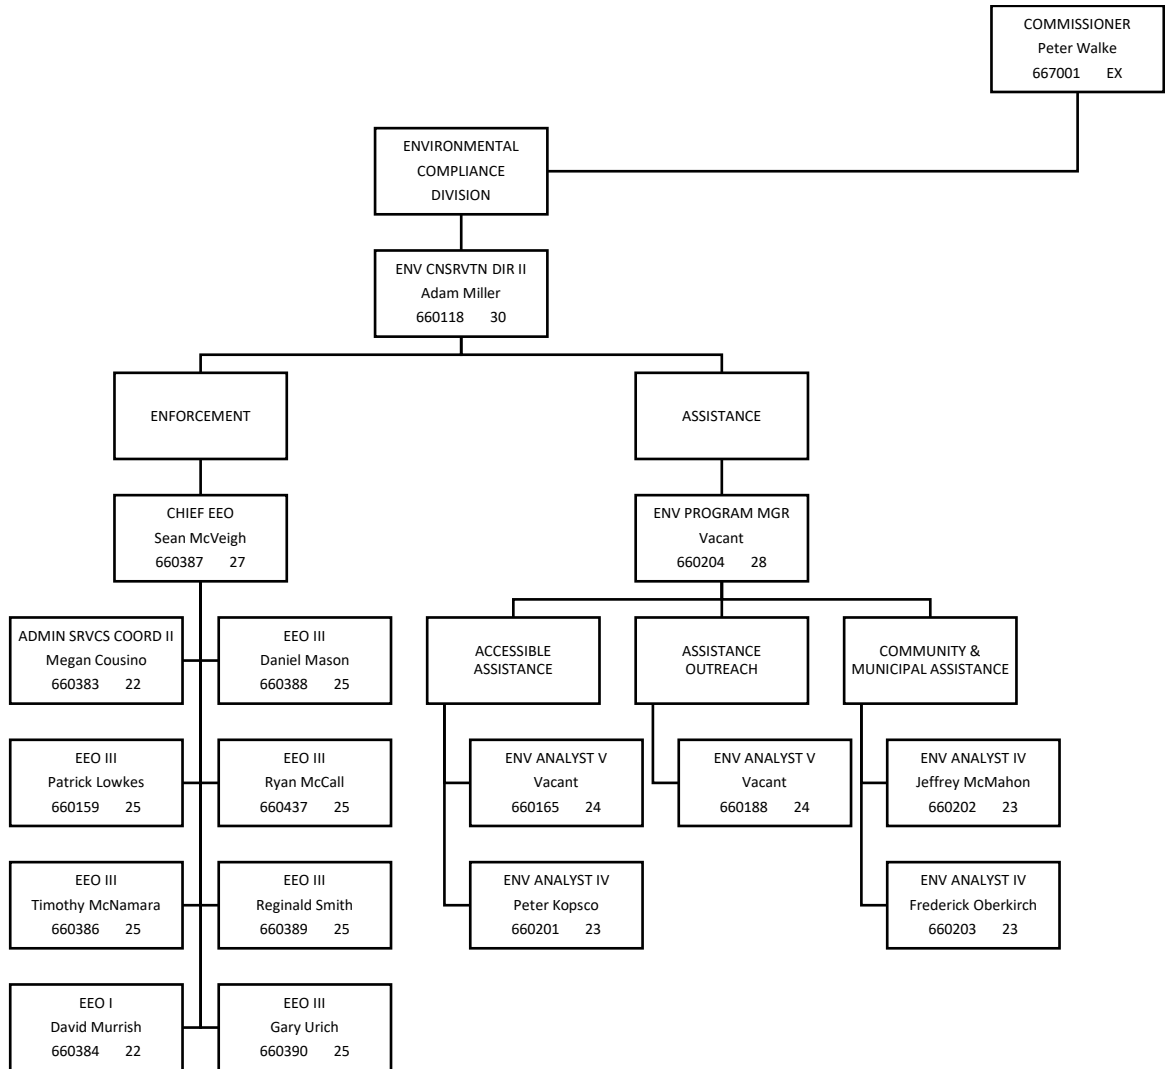 COMMISSIONER
Peter Walke
667001 EX
ENVIRONMENTAL
COMPLIANCE
DIVISION
ENV CNSRVTN DIR II
Adam Miller
660118 30
ENFORCEMENT
ASSISTANCE
CHIEF EEO
Sean McVeigh
660387 27
ENV PROGRAM MGR
Vacant
660204 28
ADMIN SRVCS COORD II
Megan Cousino
660383 22
EEO III
Daniel Mason
660388 25
ACCESSIBLE
ASSISTANCE
ASSISTANCE
OUTREACH
COMMUNITY &
MUNICIPAL ASSISTANCE
EEO III
Patrick Lowkes
660159 25
EEO III
Ryan McCall
660437 25
ENV ANALYST V
Vacant
660165 24
ENV ANALYST V
Vacant
660188 24
ENV ANALYST IV
Jeffrey McMahon
660202 23
EEO III
Timothy McNamara
660386 25
EEO III
Reginald Smith
660389 25
ENV ANALYST IV
Peter Kopsco
660201 23
ENV ANALYST IV
Frederick Oberkirch
660203 23
EEO I
David Murrish
660384 22
EEO III
Gary Urich
660390 25